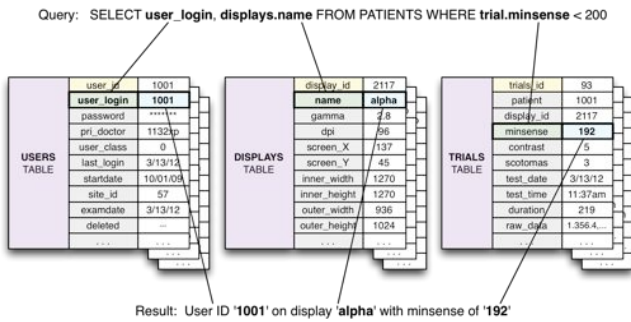 Query: SELECT user_login, displays.name FROM PATIENTS WHERE trial.minsense < 200
USERS
TABLE
user_id 1001
user_login 1001
password *******
pri_doctor 1132xp
user_class 0
last_login 3/13/12
startdate 10/01/09
site_id 57
examdate 3/13/12
deleted --
. . . . . .
DISPLAYS
TABLE
display_id 2117
name alpha
gamma 2.8
dpi 96
screen_X 137
screen_Y 45
inner_width 1270
inner_height 1270
outer_width 936
outer_height 1024
. . . . . .
TRIALS
TABLE
trials_id 93
patient 1001
display_id 2117
minsense 192
contrast 5
scotomas 3
test_date 3/13/12
test_time 11:37am
duration 219
raw_data 1.356.4,...
. . . . . .
Result: User ID '1001' on display 'alpha' with minsense of '192'